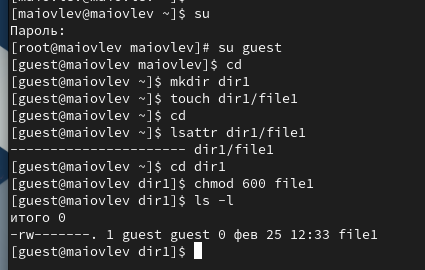 [maiovlev@maiovlev ~]$ su
Пароль:
[root@maiovlev maiovlev]# su guest
[guest@maiovlev maiovlev]$ cd
[guest@maiovlev ~]$ mkdir dir1
[guest@maiovlev ~]$ touch dir1/file1
[guest@maiovlev ~]$ cd
[guest@maiovlev ~]$ lsattr dir1/file1
---------------------- dir1/file1
[guest@maiovlev ~]$ cd dir1
[guest@maiovlev dir1]$ chmod 600 file1
[guest@maiovlev dir1]$ ls -l
итого 0
-rw-------. 1 guest guest 0 фев 25 12:33 file1
[guest@maiovlev dir1]$